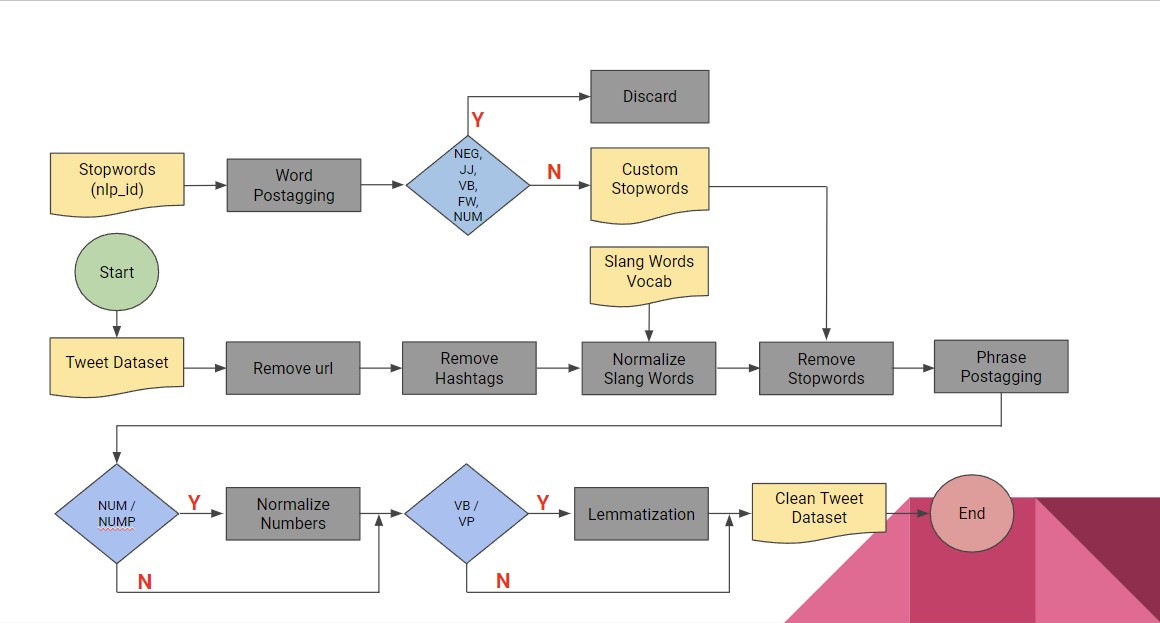 Discard
Y
Stopwords
(nlp_id)
Word
Postagging
NEG,
JJ,
VB,
FW,
NUM
N
Custom
Stopwords
Start
Slang Words
Vocab
Tweet Dataset
Remove url
Remove
Hashtags
Normalize
Slang Words
Remove
Stopwords
Phrase
Postagging
NUM /
NUMP
Y
Normalize
Numbers
VB /
VP
Y
Lemmatization
Clean Tweet
Dataset
End
N
N